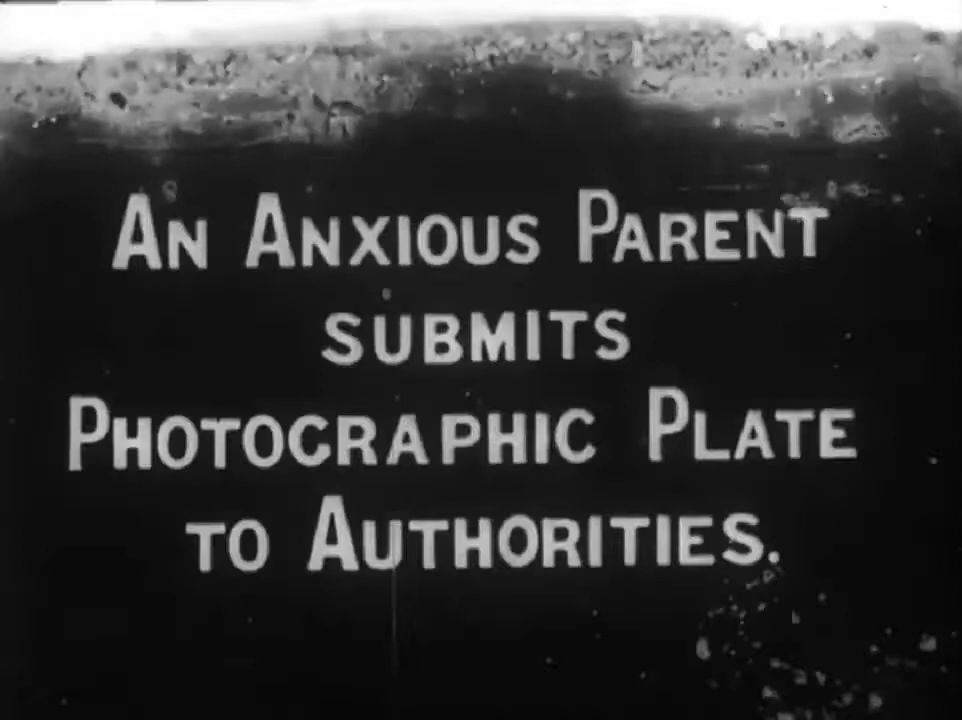 An Anxious Parent
submits
Photographic Plate
to Authorities.